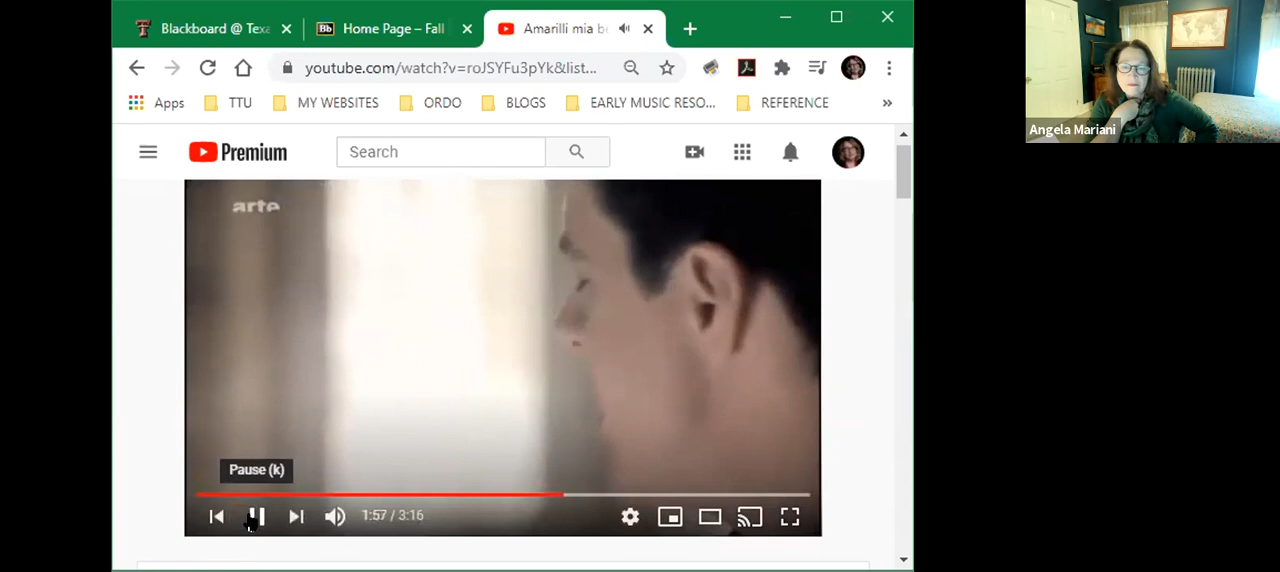 Blackboard @ Texa
Home Page – Fall
Amarilli mia be
youtube.com/watch?v=roJSYFu3pYk&list...
Apps
TTU
MY WEBSITES
ORDO
BLOGS
EARLY MUSIC RESO...
REFERENCE
»
Premium
Search
arte
Pause (k)
1:57 / 3:16
Angela Mariani